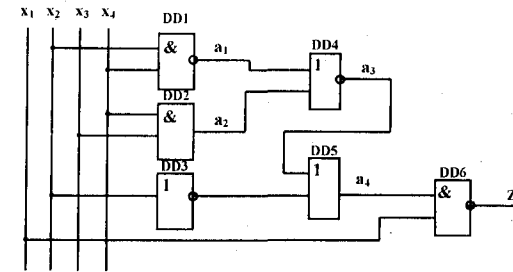 x₁ x₂ x₃ x₄
DD1
& a₁
DD4
1 a₃
DD2
& a₂
DD3
1
DD5
1 a₄
DD6
&
Z